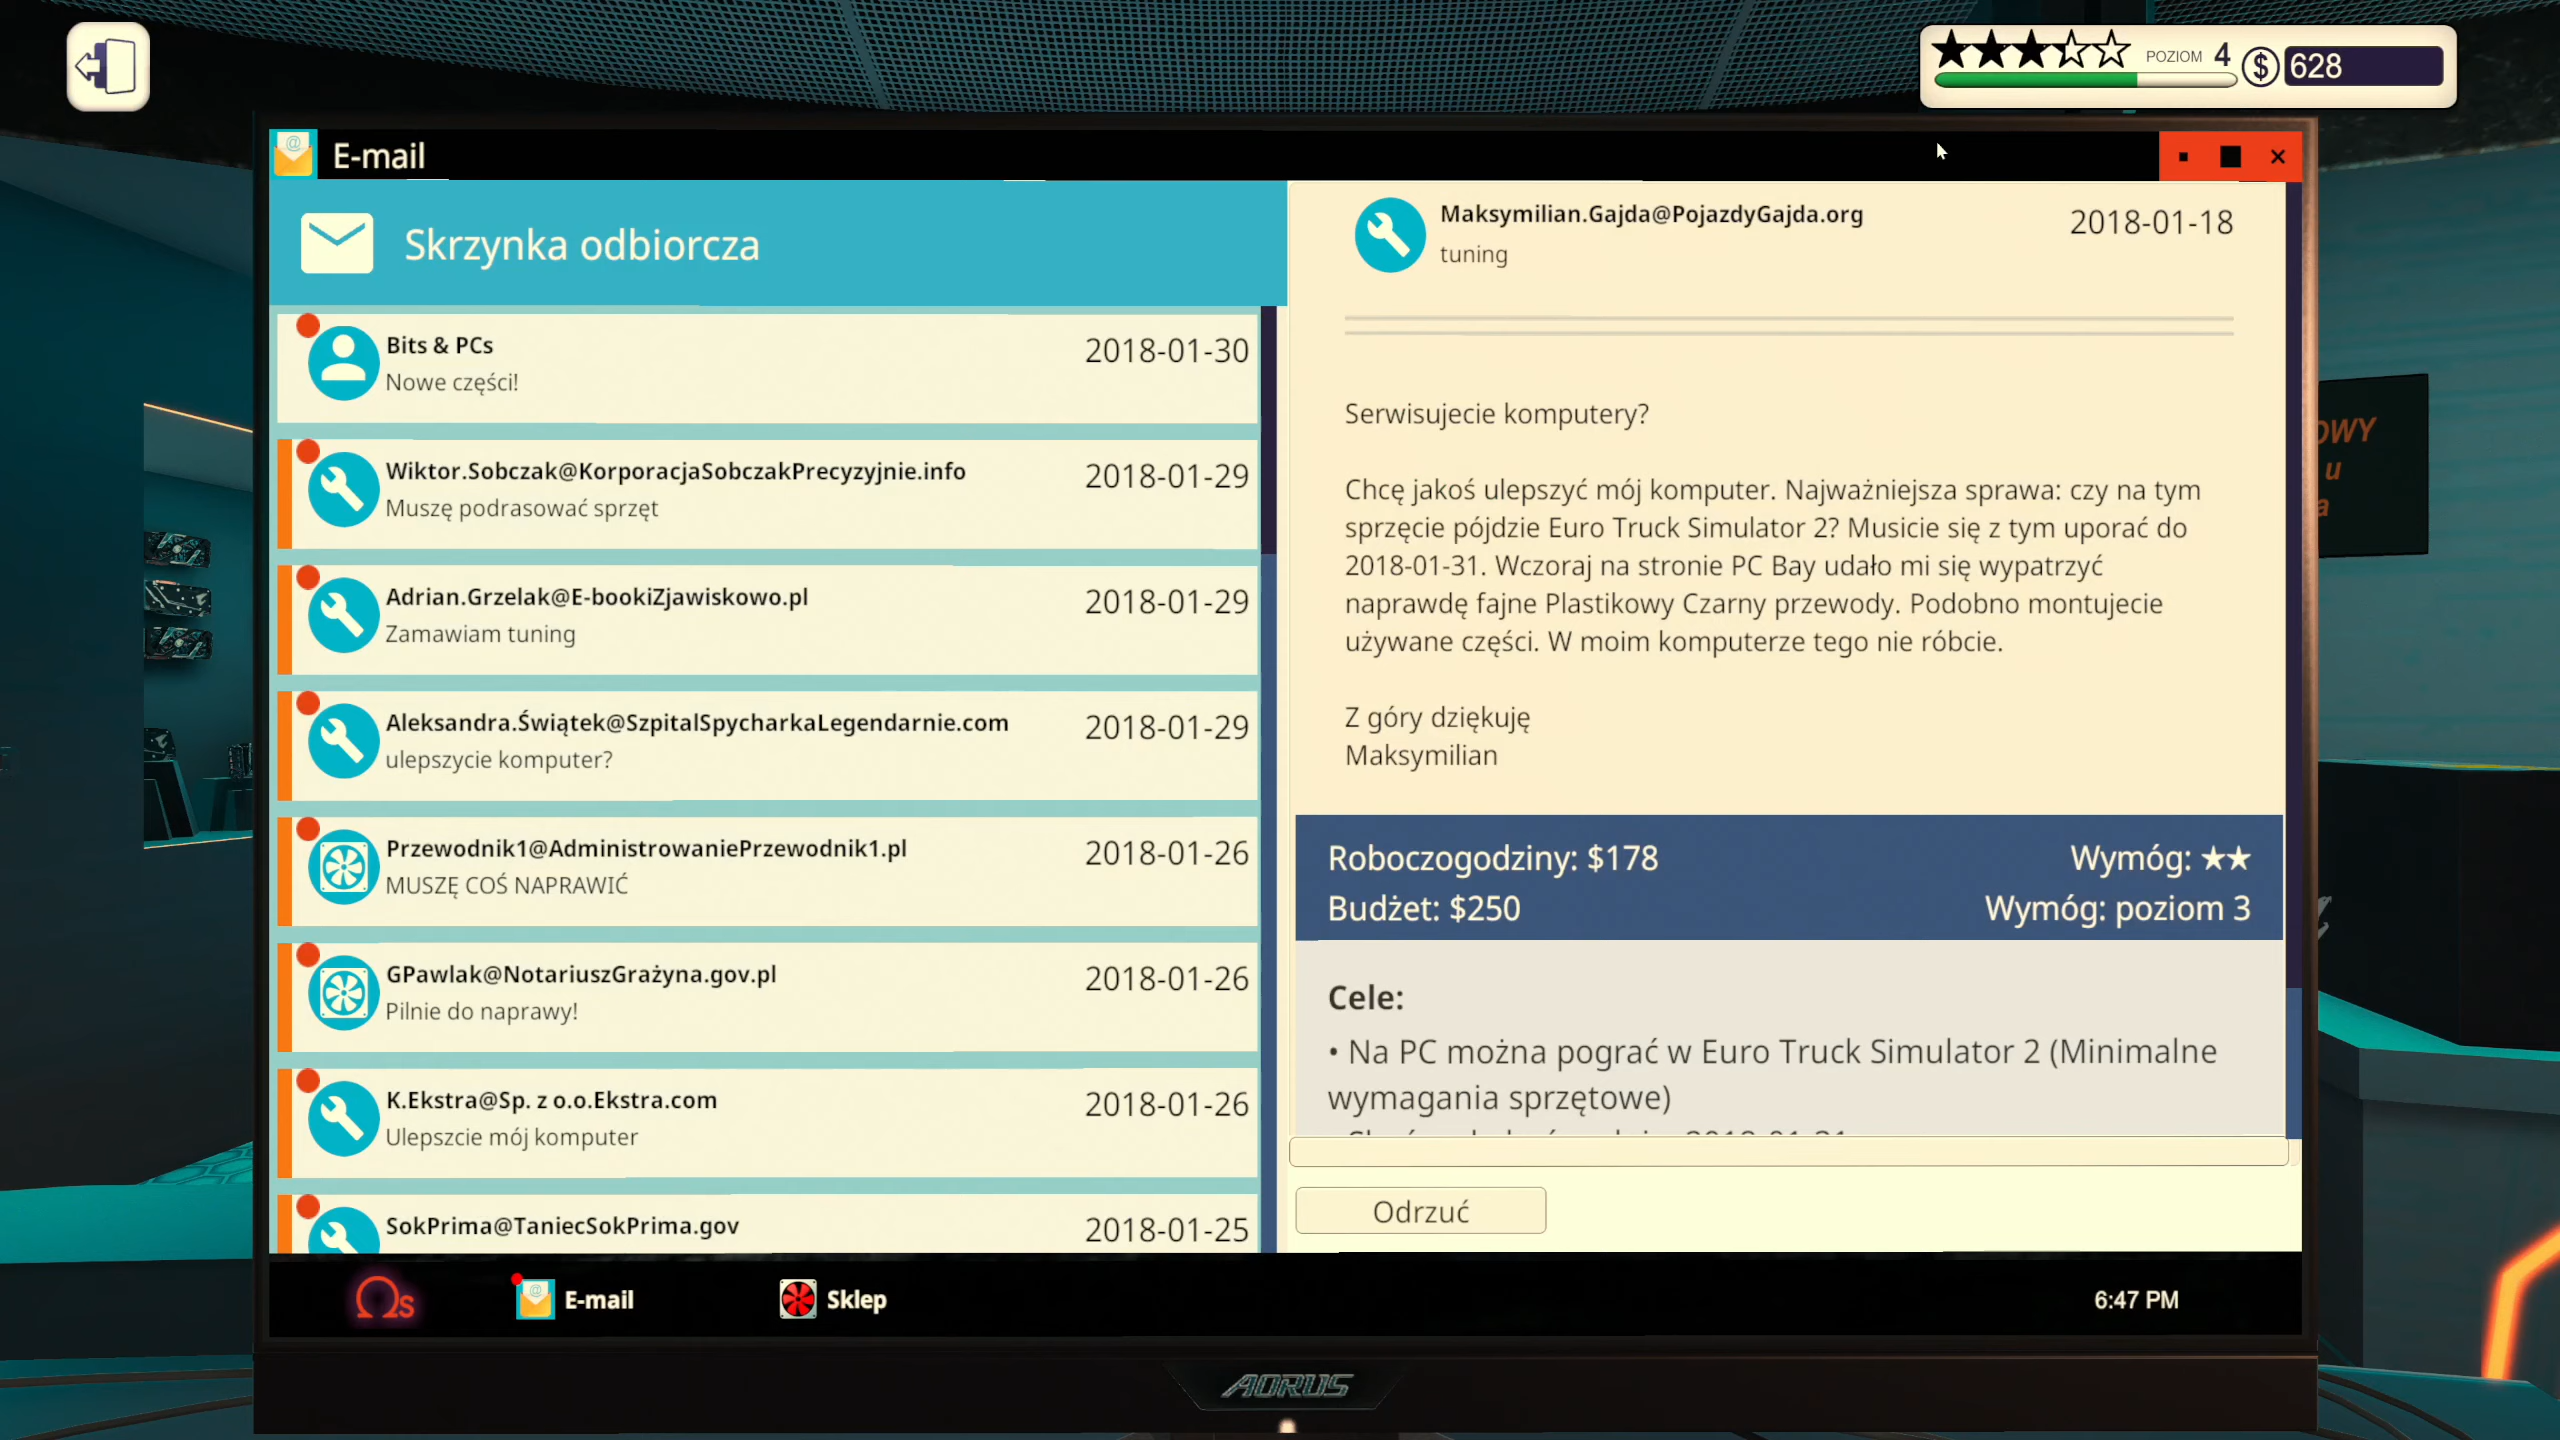 POZIOM 4
628
E-mail
Skrzynka odbiorcza
Bits & PCs
2018-01-30
Nowe części!
Wiktor.Sobczak@KorporacjaSobczakPrecyzyjnie.info
2018-01-29
Muszę podrasować sprzęt
Adrian.Grzelak@E-bookiZjawiskowo.pl
2018-01-29
Zamawiam tuning
Aleksandra.Świątek@SzpitalSpycharkaLegendarnie.com
2018-01-29
ulepszycie komputer?
Przewodnik1@AdministrowaniePrzewodnik1.pl
2018-01-26
MUSZĘ COŚ NAPRAWIĆ
GPawlak@NotariuszGrażyna.gov.pl
2018-01-26
Pilnie do naprawy!
K.Ekstra@Sp. z o.o.Ekstra.com
2018-01-26
Ulepszcie mój komputer
SokPrima@TaniecSokPrima.gov
2018-01-25
Maksymilian.Gajda@PojazdyGajda.org
2018-01-18
tuning
Serwisujecie komputery?
Chcę jakoś ulepszyć mój komputer. Najważniejsza sprawa: czy na tym
sprzęcie pójdzie Euro Truck Simulator 2? Musicie się z tym uporać do
2018-01-31. Wczoraj na stronie PC Bay udało mi się wypatrzyć
naprawdę fajne Plastikowy Czarny przewody. Podobno montujecie
używane części. W moim komputerze tego nie róbcie.
Z góry dziękuję
Maksymilian
Roboczogodziny: $178
Wymóg: ★★
Budżet: $250
Wymóg: poziom 3
Cele:
• Na PC można pograć w Euro Truck Simulator 2 (Minimalne
wymagania sprzętowe)
Odrzuć
Ωs
E-mail
Sklep
6:47 PM
AORUS
OWY
u
a